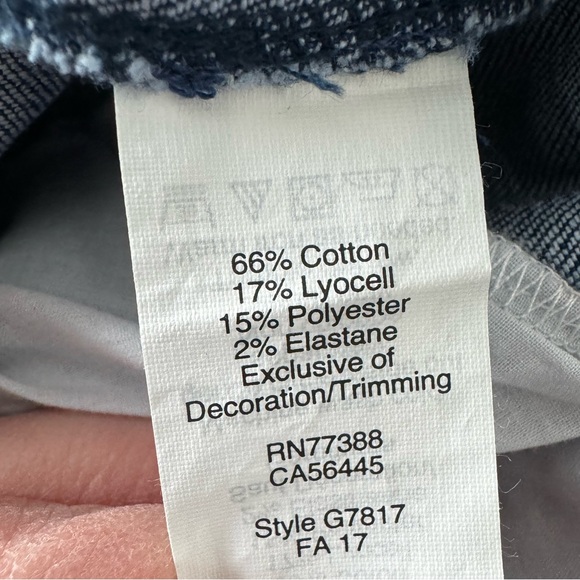 66% Cotton
17% Lyocell
15% Polyester
2% Elastane
Exclusive of
Decoration/Trimming
RN77388
CA56445
Style G7817
FA 17